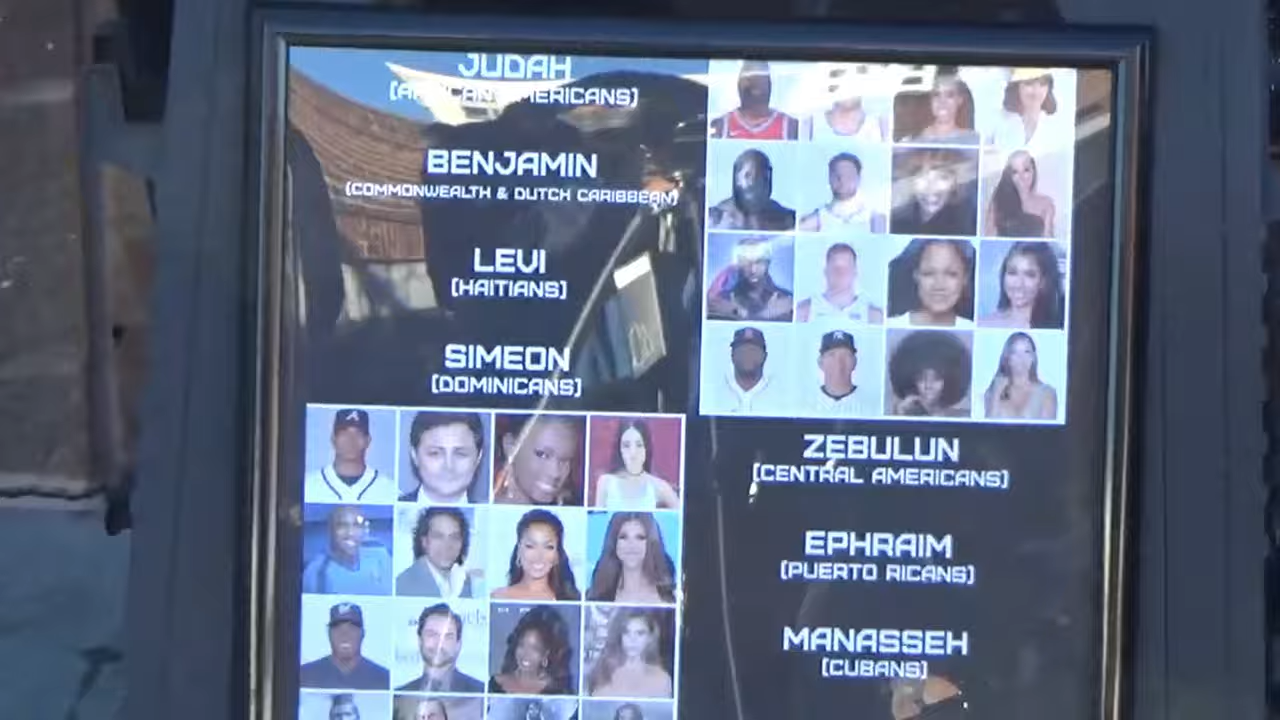 JUDAH
(AFRICAN AMERICANS)
BENJAMIN
(COMMONWEALTH & DUTCH CARIBBEAN)
LEVI
(HAITIANS)
SIMEON
(DOMINICANS)
ZEBULUN
(CENTRAL AMERICANS)
EPHRAIM
(PUERTO RICANS)
MANASSEH
(CUBANS)